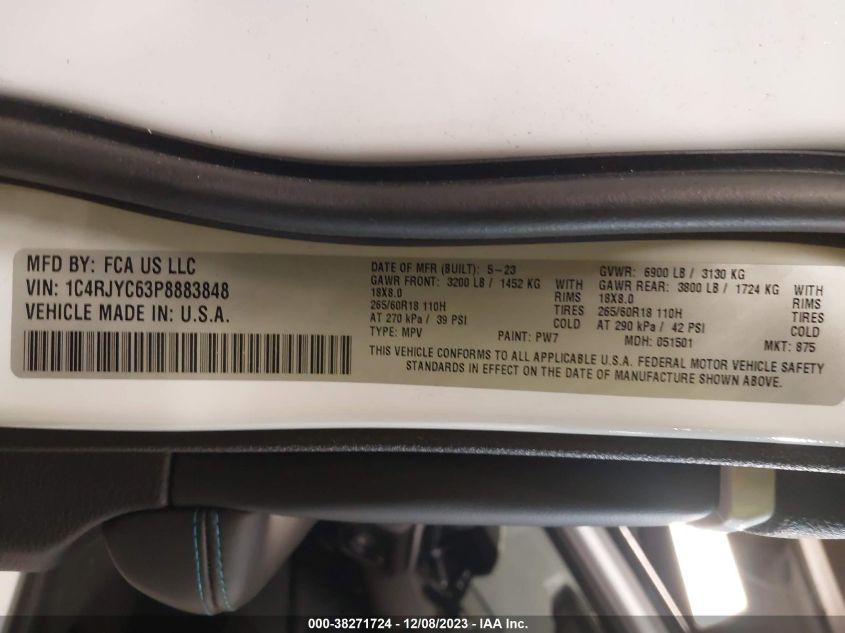 MFD BY: FCA US LLC
VIN: 1C4RJYC63P8883848
VEHICLE MADE IN: U.S.A.
DATE OF MFR (BUILT): 5-23
GAWR FRONT: 3200 LB / 1452 KG WITH
18X8.0 RIMS
265/60R18 110H TIRES
AT 270 kPa / 39 PSI COLD
TYPE: MPV PAINT: PW7
GVWR: 6900 LB / 3130 KG
GAWR REAR: 3800 LB / 1724 KG WITH
18X8.0 RIMS
265/60R18 110H TIRES
AT 290 kPa / 42 PSI COLD
MDH: 051501 MKT: 875
THIS VEHICLE CONFORMS TO ALL APPLICABLE U.S.A. FEDERAL MOTOR VEHICLE SAFETY
STANDARDS IN EFFECT ON THE DATE OF MANUFACTURE SHOWN ABOVE.
000-38271724 - 12/08/2023 - IAA Inc.